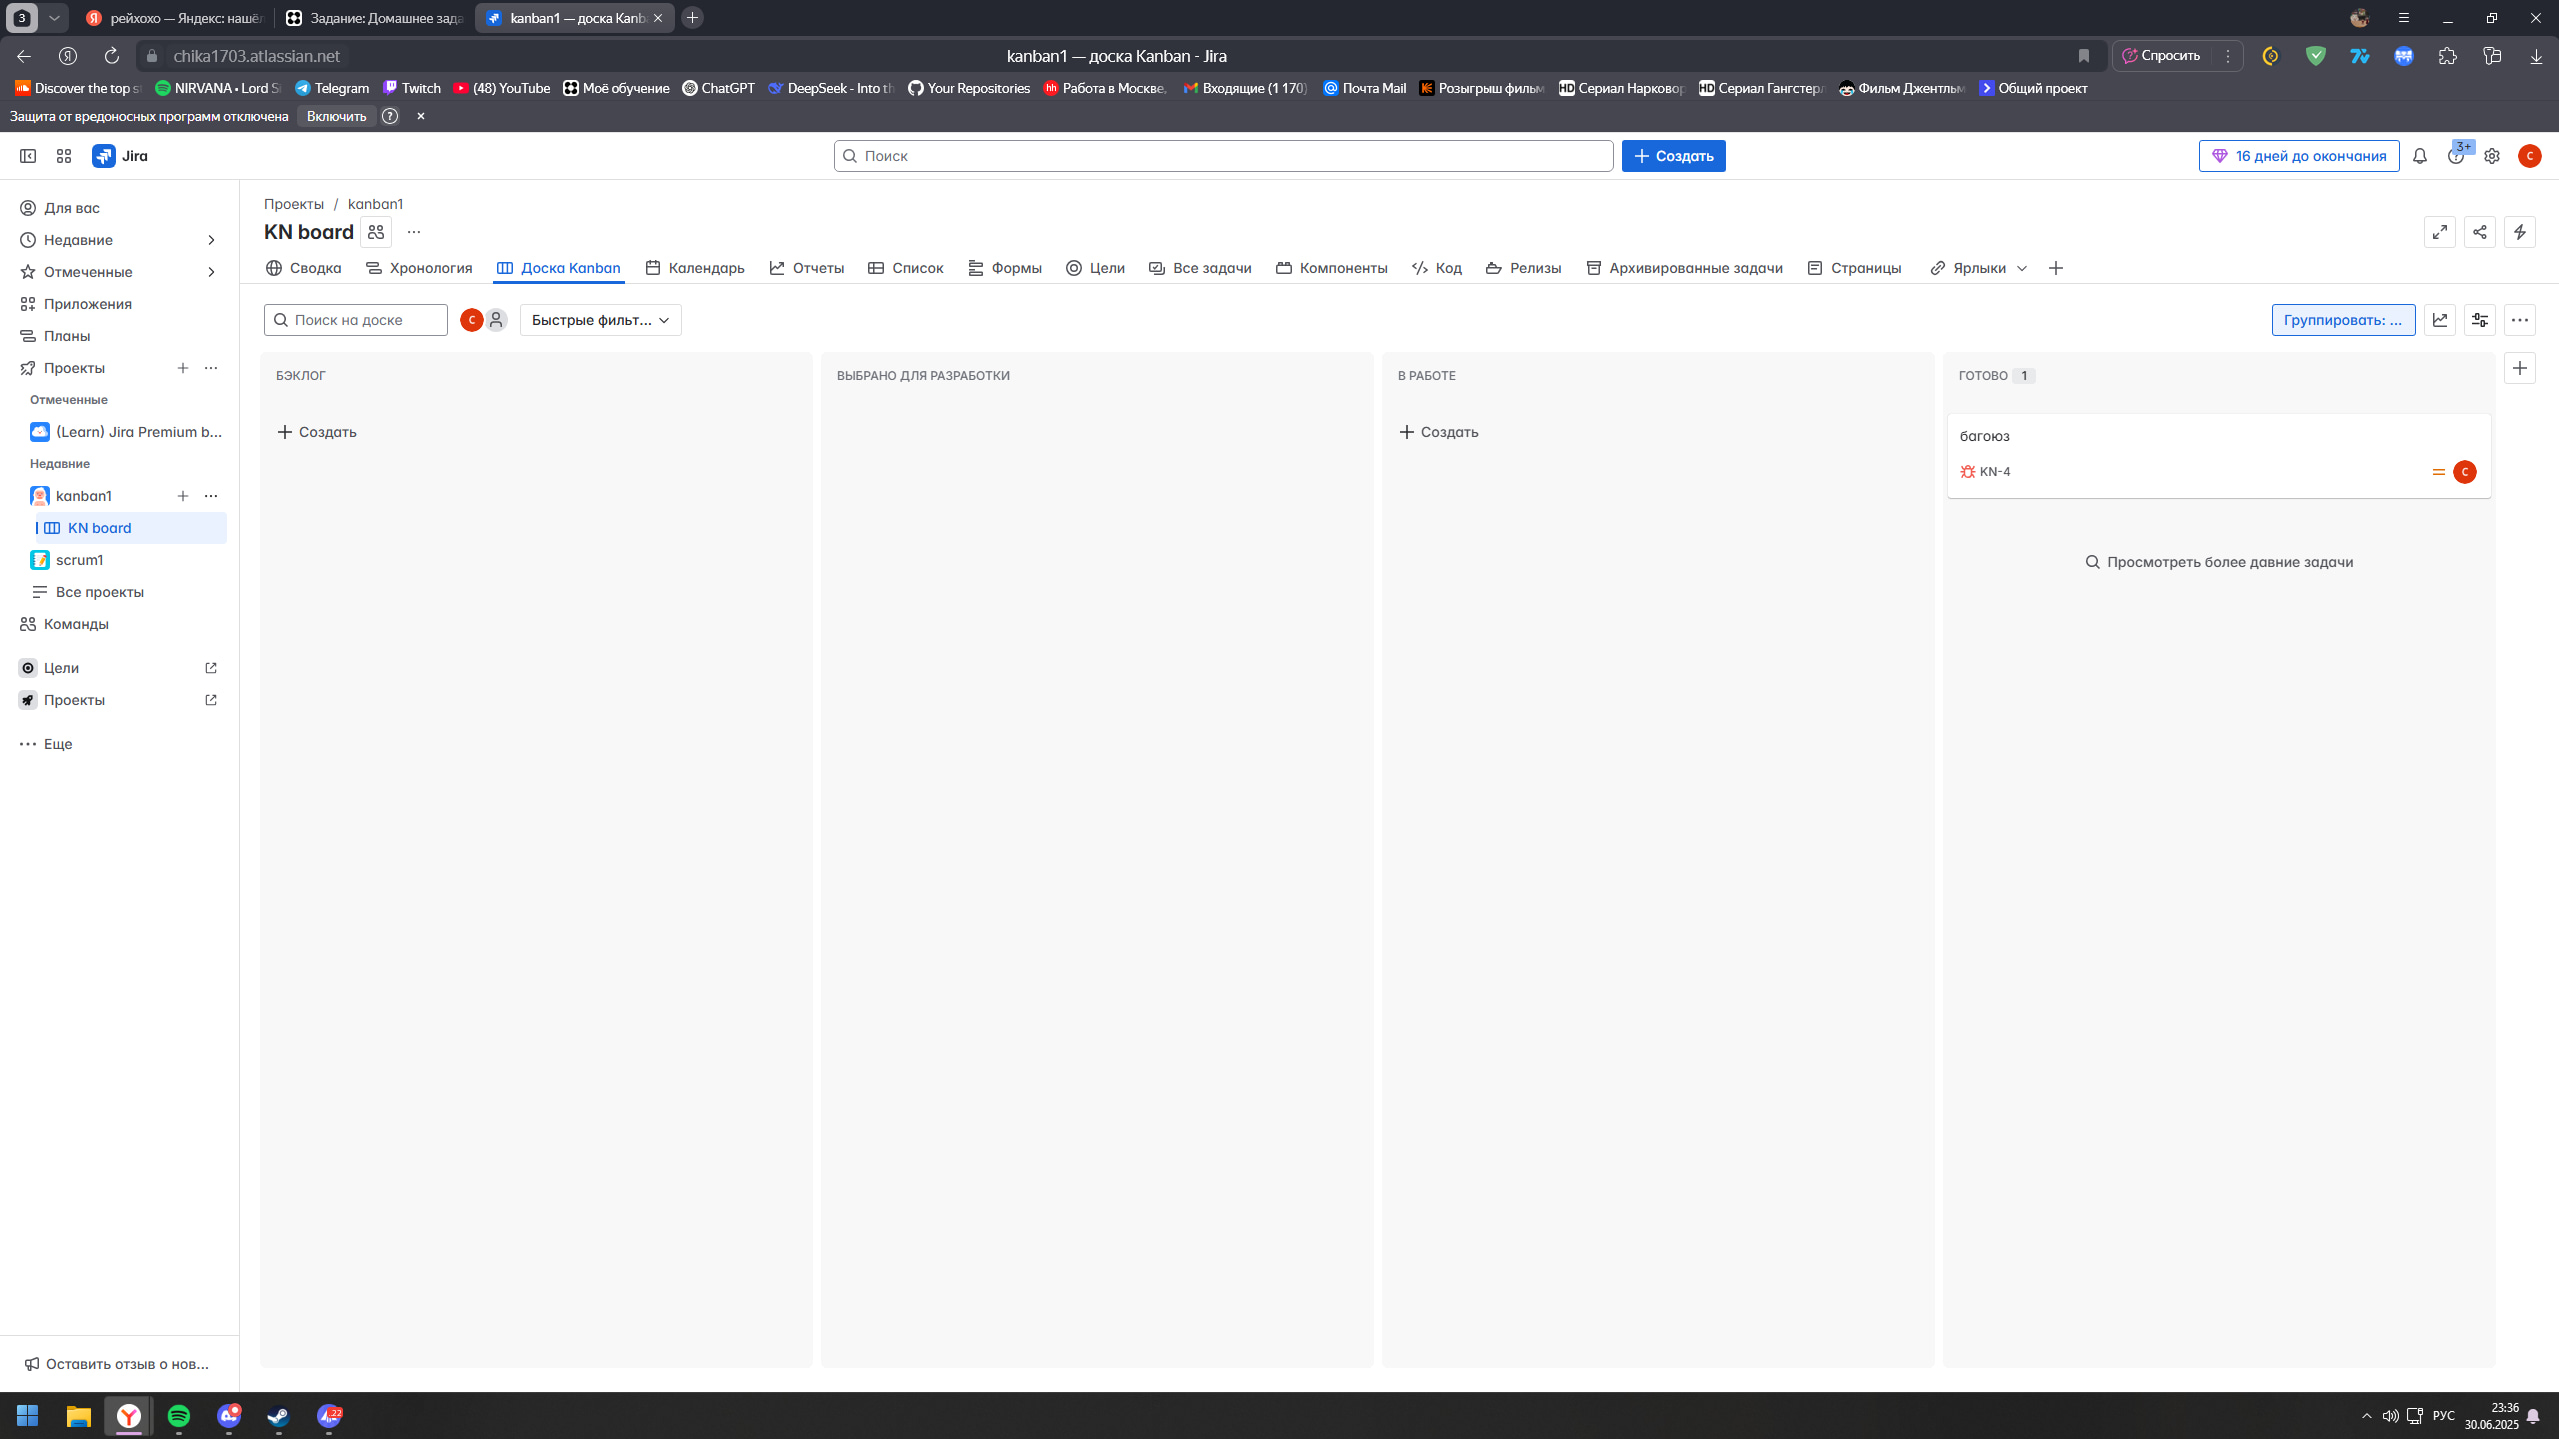 3
рейхохо — Яндекс: нашёл
Задание: Домашнее зада
kanban1 — доска Kanb
chika1703.atlassian.net
kanban1 — доска Kanban - Jira
Спросить
Discover the top s
NIRVANA • Lord Si
Telegram
Twitch
(48) YouTube
Моё обучение
ChatGPT
DeepSeek - Into th
Your Repositories
Работа в Москве,
Входящие (1 170)
Почта Mail
Розыгрыш фильм
Сериал Нарковор
Сериал Гангстерл
Фильм Джентльм
Общий проект
Защита от вредоносных программ отключена
Включить
Jira
Поиск
Создать
16 дней до окончания
3+
C
Для вас
Недавние
Отмеченные
Приложения
Планы
Проекты
Отмеченные
(Learn) Jira Premium b...
Недавние
kanban1
KN board
scrum1
Все проекты
Команды
Цели
Проекты
Еще
Оставить отзыв о нов...
Проекты / kanban1
KN board
Сводка
Хронология
Доска Kanban
Календарь
Отчеты
Список
Формы
Цели
Все задачи
Компоненты
Код
Релизы
Архивированные задачи
Страницы
Ярлыки
Поиск на доске
C
Быстрые фильт...
Группировать: ...
БЭКЛОГ
Создать
ВЫБРАНО ДЛЯ РАЗРАБОТКИ
В РАБОТЕ
Создать
ГОТОВО 1
багоюз
KN-4
C
Просмотреть более давние задачи
22
РУС
23:36
30.06.2025